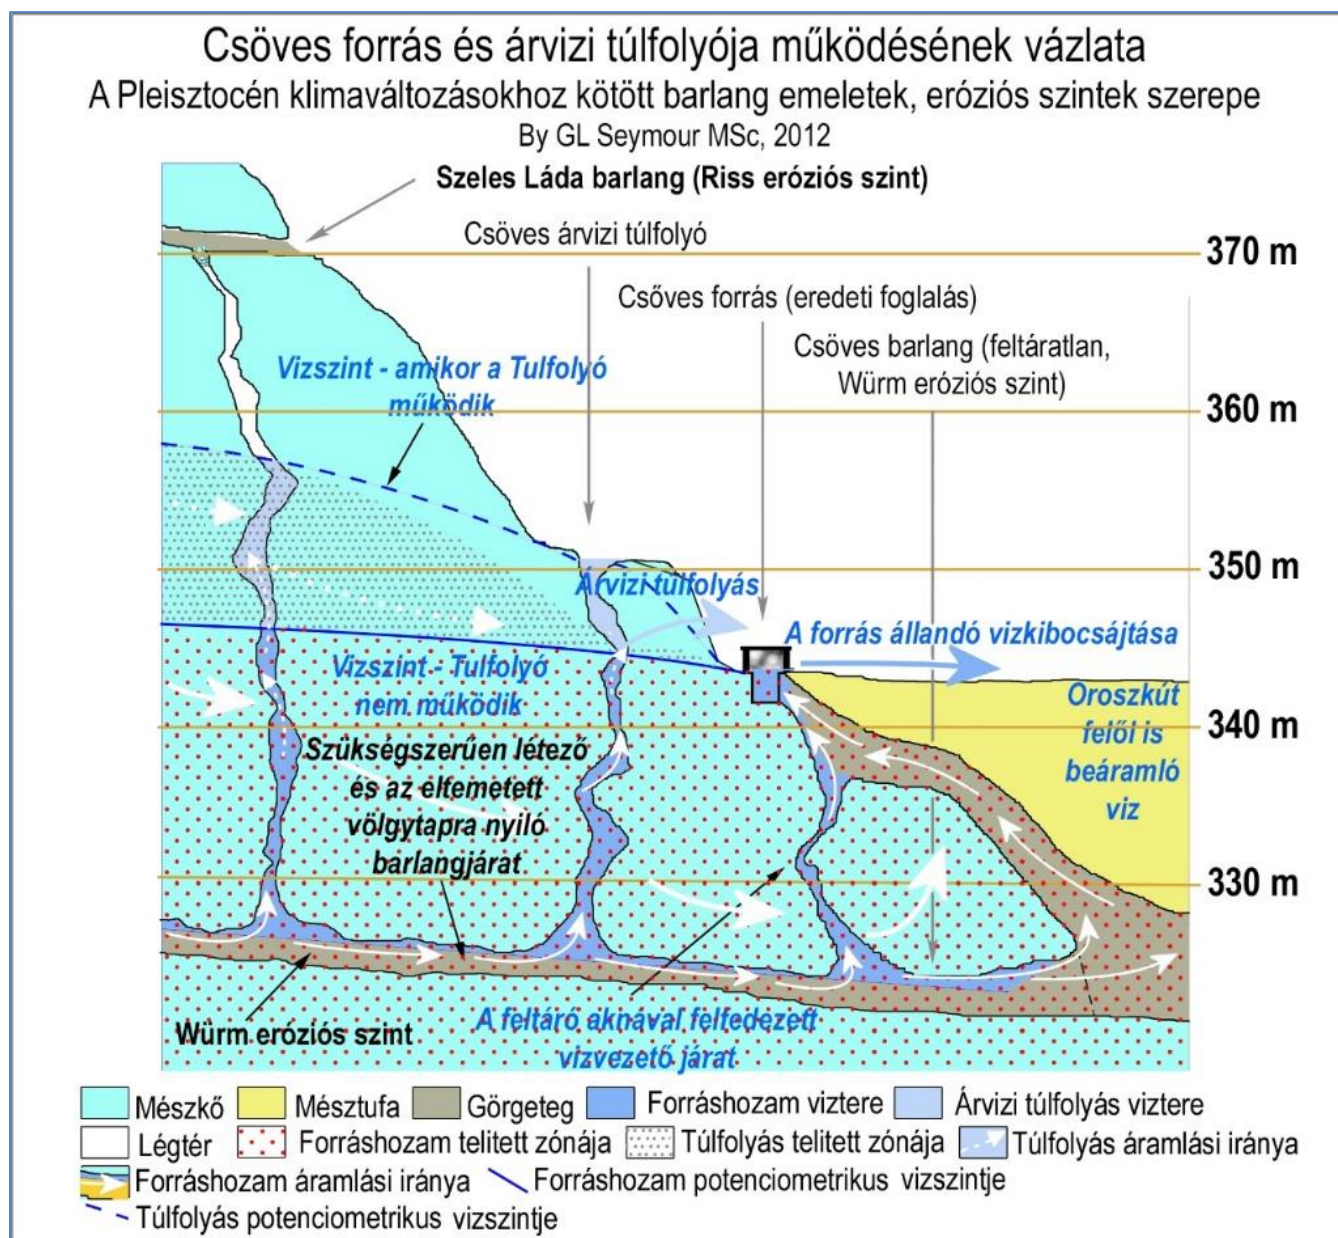 Csöves forrás és árvizi túlfolyója működésének vázlata
A Pleisztocén klimaváltozásokhoz kötött barlang emeletek, eróziós szintek szerepe
By GL Seymour MSc, 2012
Szeles Láda barlang (Riss eróziós szint)
Csöves árvizi túlfolyó
370 m
Csőves forrás (eredeti foglalás)
Csöves barlang (feltáratlan,
Würm eróziós szint)
Vizszint - amikor a Tulfolyó
működik
360 m
350 m
Árvizi túlfolyás
A forrás állandó vizkibocsájtása
Vizszint - Tulfolyó
nem működik
Oroszkút
felői is
beáramló
viz
340 m
Szükségszerűen létező
és az eltemetett
völgytapra nyiló
barlangjárat
330 m
Würm eróziós szint
A feltáró aknával felfedezett
vizvezető járat
Mészkő
Mésztufa
Görgeteg
Forráshozam viztere
Árvizi túlfolyás viztere
Légtér
Forráshozam telitett zónája
Túlfolyás telitett zónája
Túlfolyás áramlási iránya
Forráshozam áramlási iránya
Forráshozam potenciometrikus vizszintje
Túlfolyás potenciometrikus vizszintje